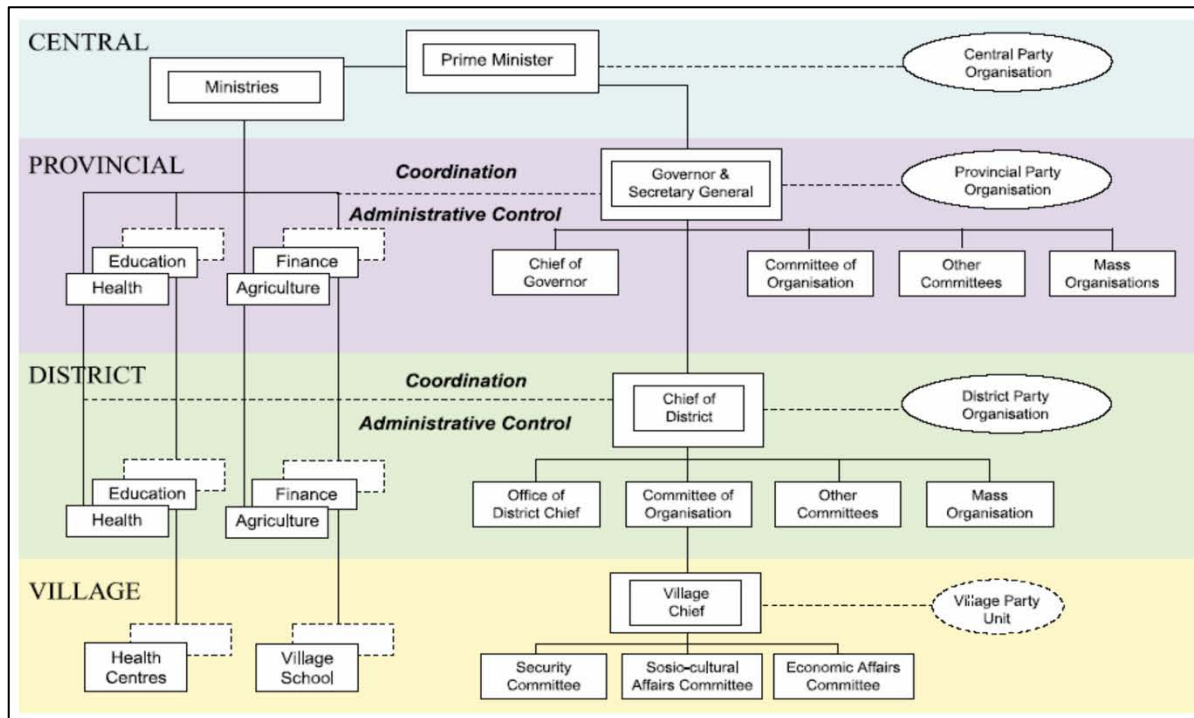 CENTRAL
Prime Minister
Central Party
Organisation
Ministries
PROVINCIAL
Coordination
Governor &
Secretary General
Provincial Party
Organisation
Administrative Control
Education
Finance
Health
Agriculture
Chief of
Governor
Committee of
Organisation
Other
Committees
Mass
Organisations
DISTRICT
Coordination
Chief of
District
District Party
Organisation
Administrative Control
Education
Finance
Health
Agriculture
Office of
District Chief
Committee of
Organisation
Other
Committees
Mass
Organisation
VILLAGE
Village
Chief
Village Party
Unit
Health
Centres
Village
School
Security
Committee
Sosio-cultural
Affairs Committee
Economic Affairs
Committee